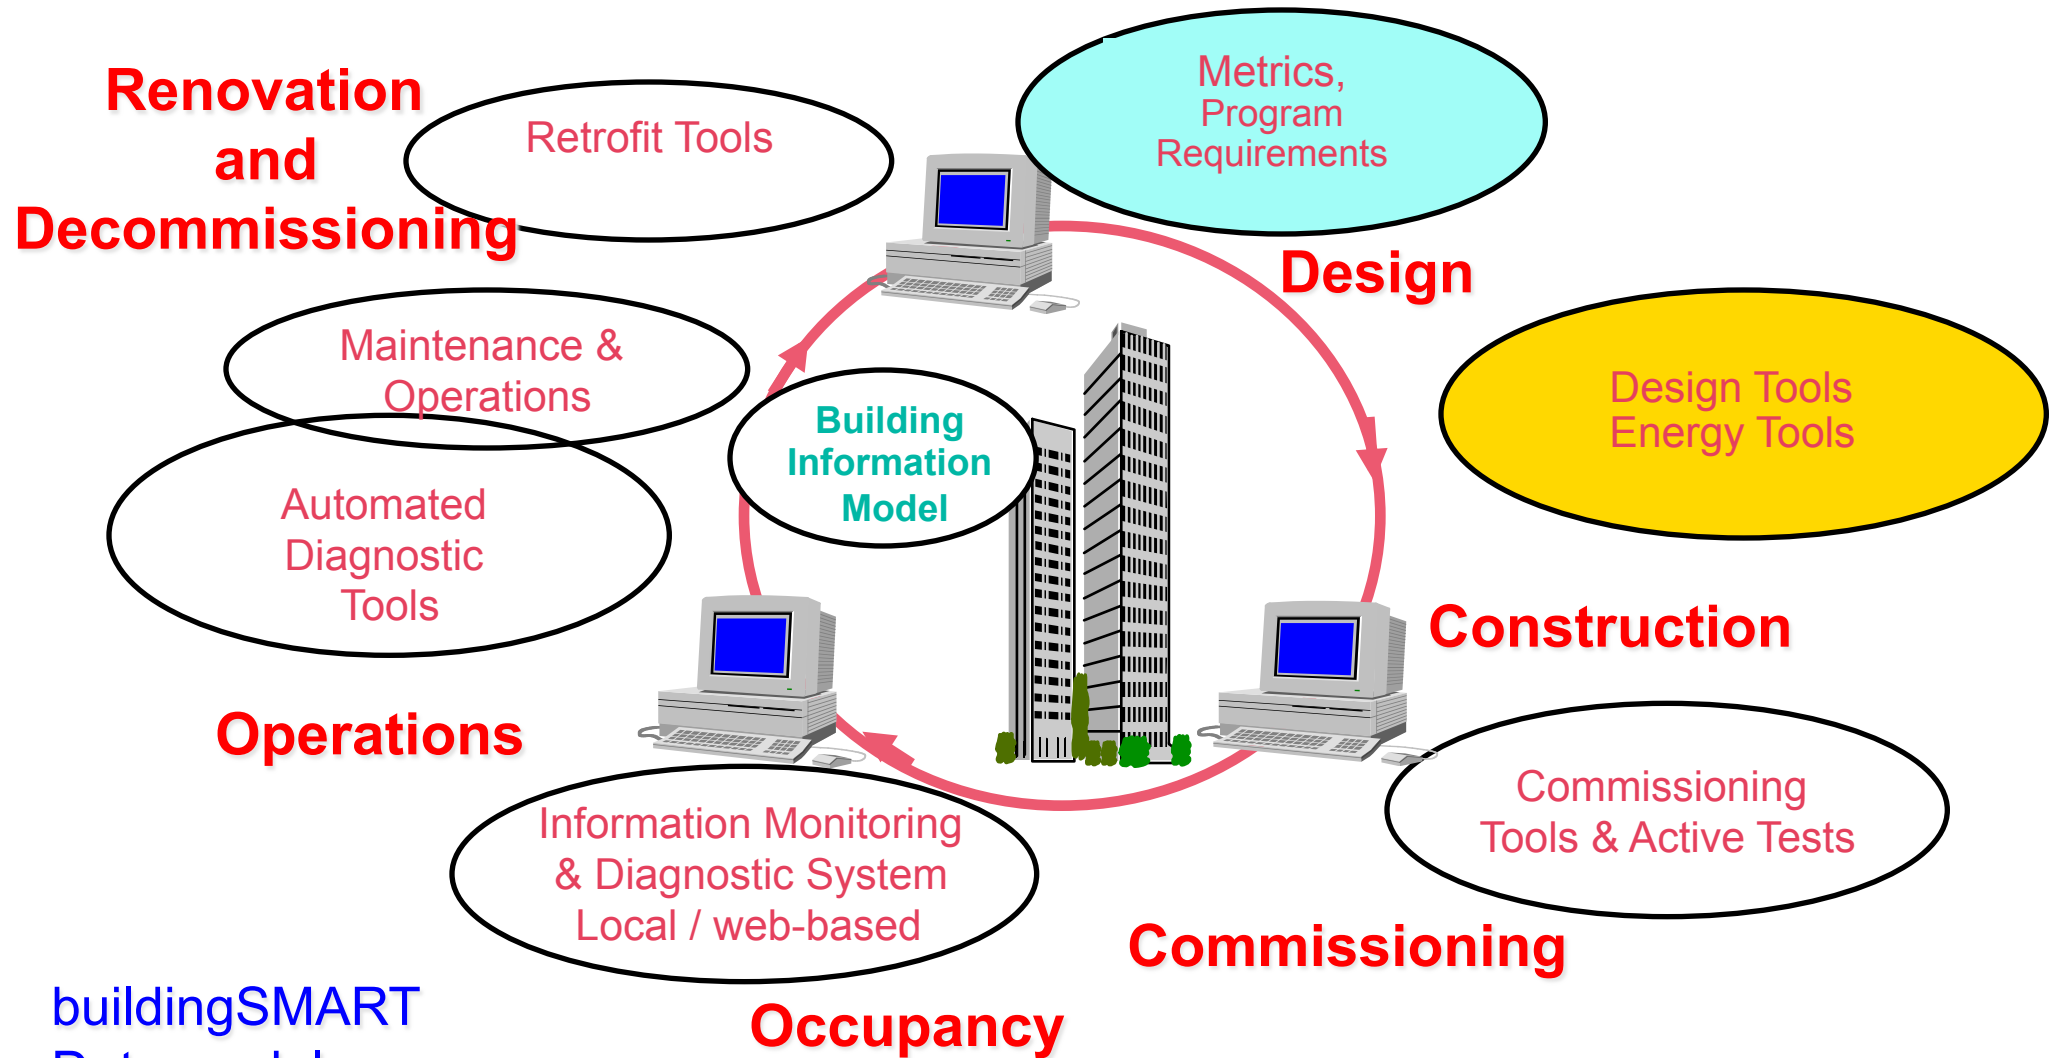 Renovation
and
Decommissioning
Retrofit Tools
Metrics,
Program
Requirements
Design
Maintenance &
Operations
Building
Information
Model
Design Tools
Energy Tools
Automated
Diagnostic
Tools
Construction
Operations
Commissioning
Tools & Active Tests
Information Monitoring
& Diagnostic System
Local / web-based
Commissioning
Occupancy
buildingSMART